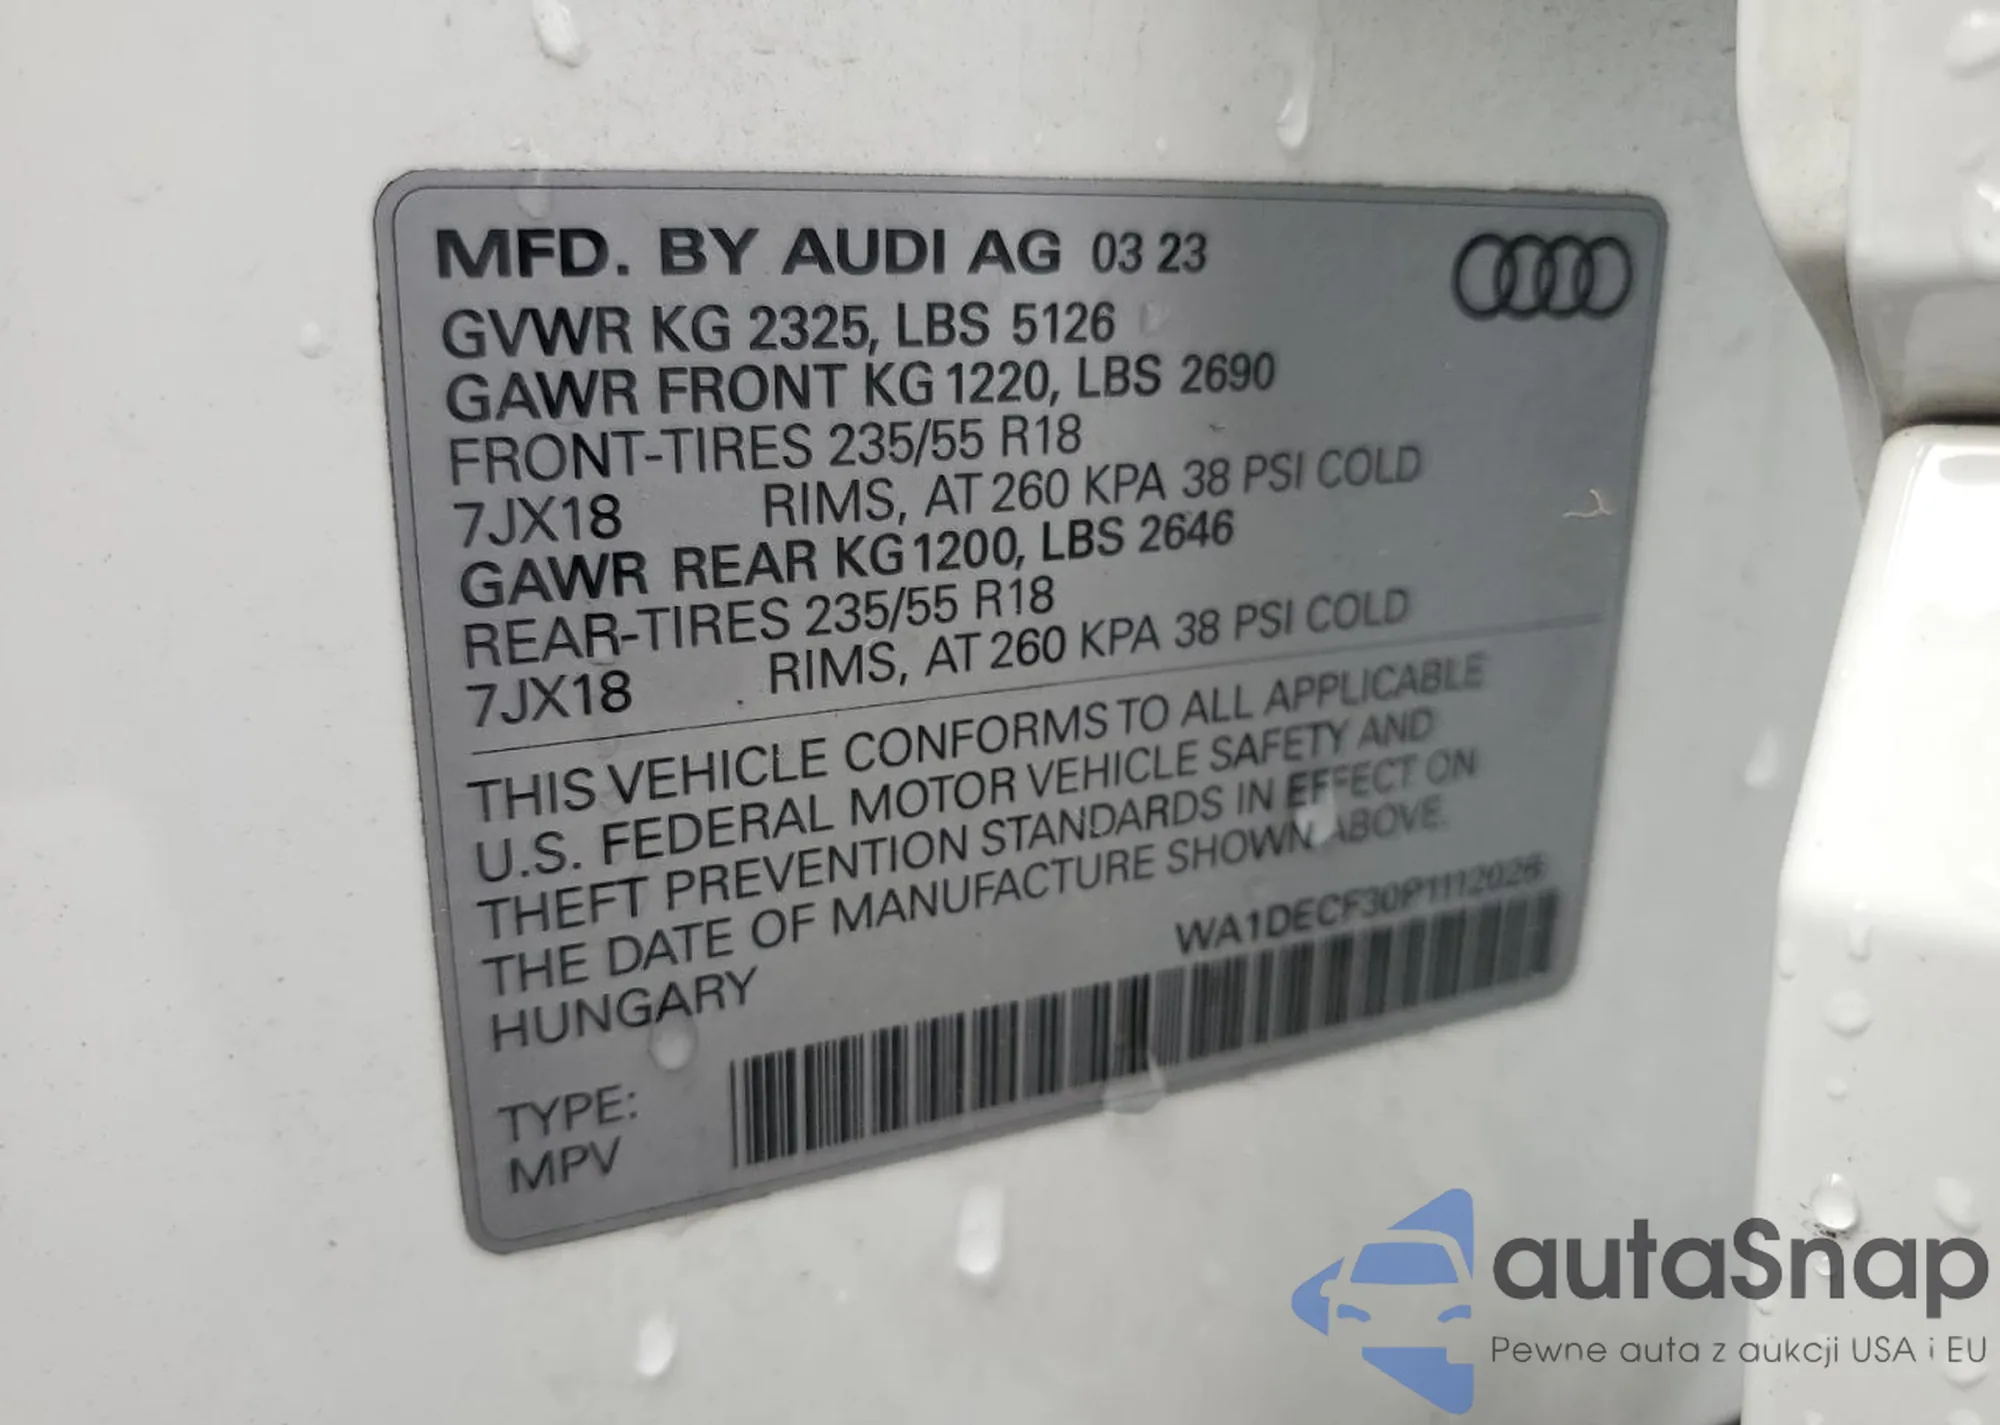 MFD. BY AUDI AG 03 23
GVWR KG 2325, LBS 5126
GAWR FRONT KG 1220, LBS 2690
FRONT-TIRES 235/55 R18
7JX18 RIMS, AT 260 KPA 38 PSI COLD
GAWR REAR KG 1200, LBS 2646
REAR-TIRES 235/55 R18
7JX18 RIMS, AT 260 KPA 38 PSI COLD
THIS VEHICLE CONFORMS TO ALL APPLICABLE
U.S. FEDERAL MOTOR VEHICLE SAFETY AND
THEFT PREVENTION STANDARDS IN EFFECT ON
THE DATE OF MANUFACTURE SHOWN ABOVE.
HUNGARY
WA1DECF30P1112026
TYPE:
MPV
autaSnap
Pewne auta z aukcji USA i EU